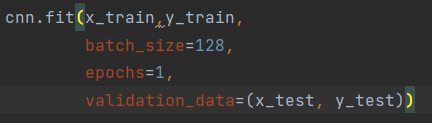 cnn.fit(x_train,y_train,
batch_size=128,
epochs=1,
validation_data=(x_test, y_test))